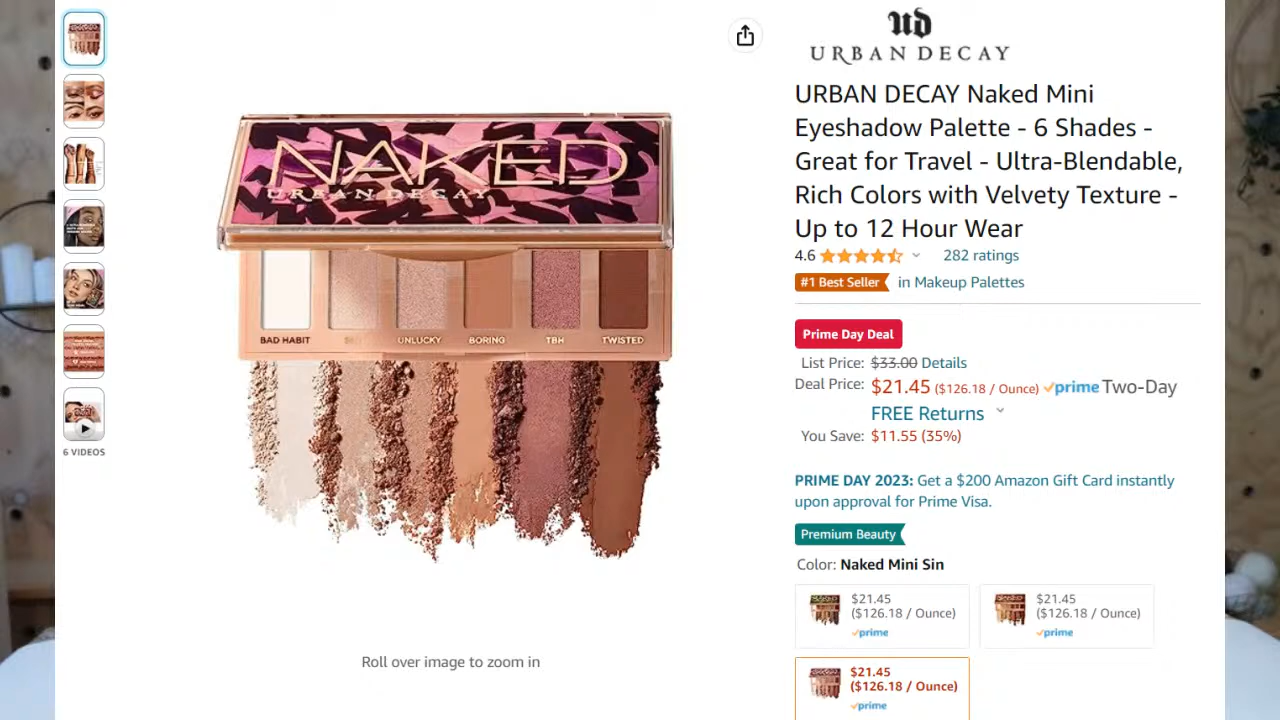 URBAN DECAY
URBAN DECAY Naked Mini
Eyeshadow Palette - 6 Shades -
Great for Travel - Ultra-Blendable,
Rich Colors with Velvety Texture -
Up to 12 Hour Wear
4.6
282 ratings
#1 Best Seller in Makeup Palettes
Prime Day Deal
List Price: $33.00 Details
Deal Price: $21.45 ($126.18 / Ounce) prime Two-Day
FREE Returns
You Save: $11.55 (35%)
PRIME DAY 2023: Get a $200 Amazon Gift Card instantly
upon approval for Prime Visa.
Premium Beauty
Color: Naked Mini Sin
$21.45
($126.18 / Ounce)
prime
$21.45
($126.18 / Ounce)
prime
$21.45
($126.18 / Ounce)
prime
NAKED
URBAN DECAY
BAD HABIT
UNLUCKY
BORING
TBH
TWISTED
6 VIDEOS
Roll over image to zoom in